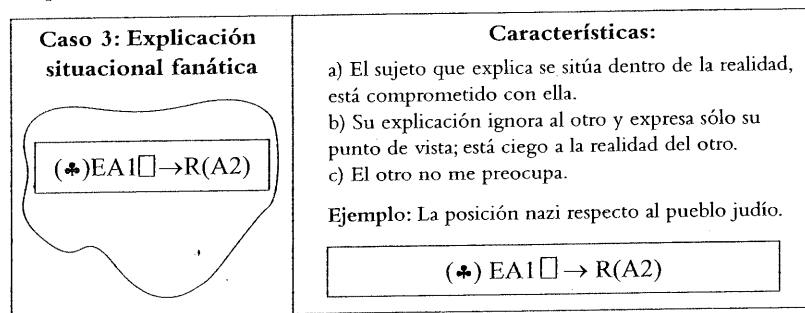 Caso 3: Explicación
situacional fanática
(♣)EA1□→R(A2)
Características:
a) El sujeto que explica se sitúa dentro de la realidad,
está comprometido con ella.
b) Su explicación ignora al otro y expresa sólo su
punto de vista; está ciego a la realidad del otro.
c) El otro no me preocupa.
Ejemplo: La posición nazi respecto al pueblo judío.
(♣) EA1□→ R(A2)